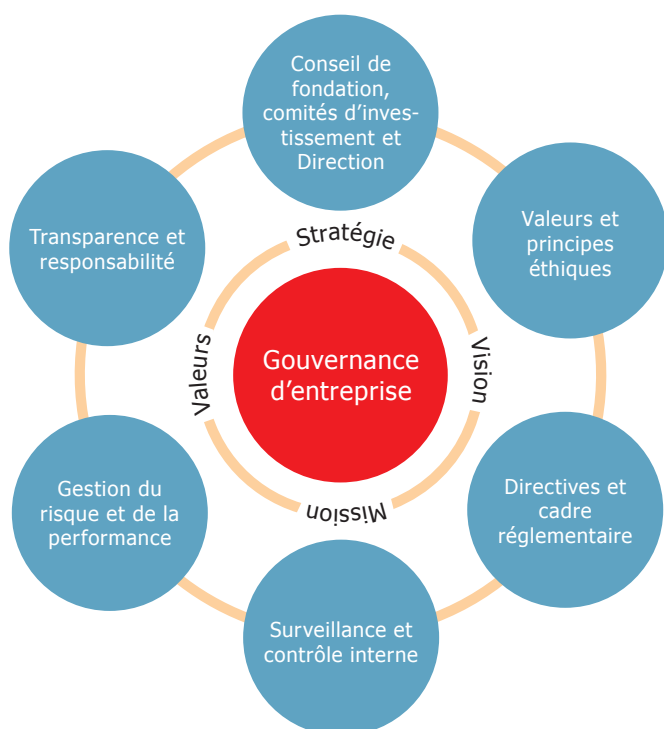 Conseil de
fondation,
comités d’inves-
tissement et
Direction
Transparence et
responsabilité
Valeurs et
principes
éthiques
Stratégie
Vision
Mission
Valeurs
Gouvernance
d’entreprise
Gestion du
risque et de la
performance
Directives et
cadre
réglementaire
Surveillance et
contrôle interne